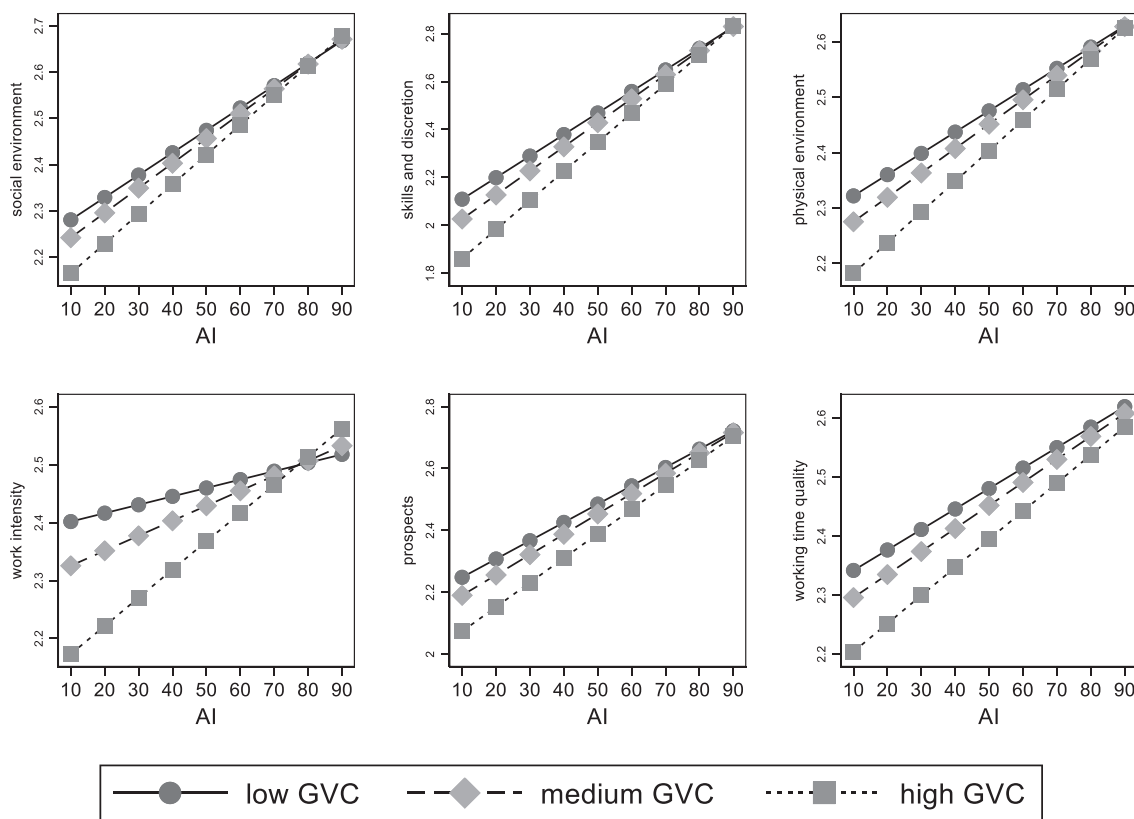 social environment
2.7
2.6
2.5
2.4
2.3
2.2
10 20 30 40 50 60 70 80 90
AI
skills and discretion
2.8
2.6
2.4
2.2
2
1.8
10 20 30 40 50 60 70 80 90
AI
physical environment
2.6
2.5
2.4
2.3
2.2
10 20 30 40 50 60 70 80 90
AI
work intensity
2.6
2.5
2.4
2.3
2.2
10 20 30 40 50 60 70 80 90
AI
prospects
2.8
2.6
2.4
2.2
2
10 20 30 40 50 60 70 80 90
AI
working time quality
2.6
2.5
2.4
2.3
2.2
10 20 30 40 50 60 70 80 90
AI
low GVC medium GVC high GVC